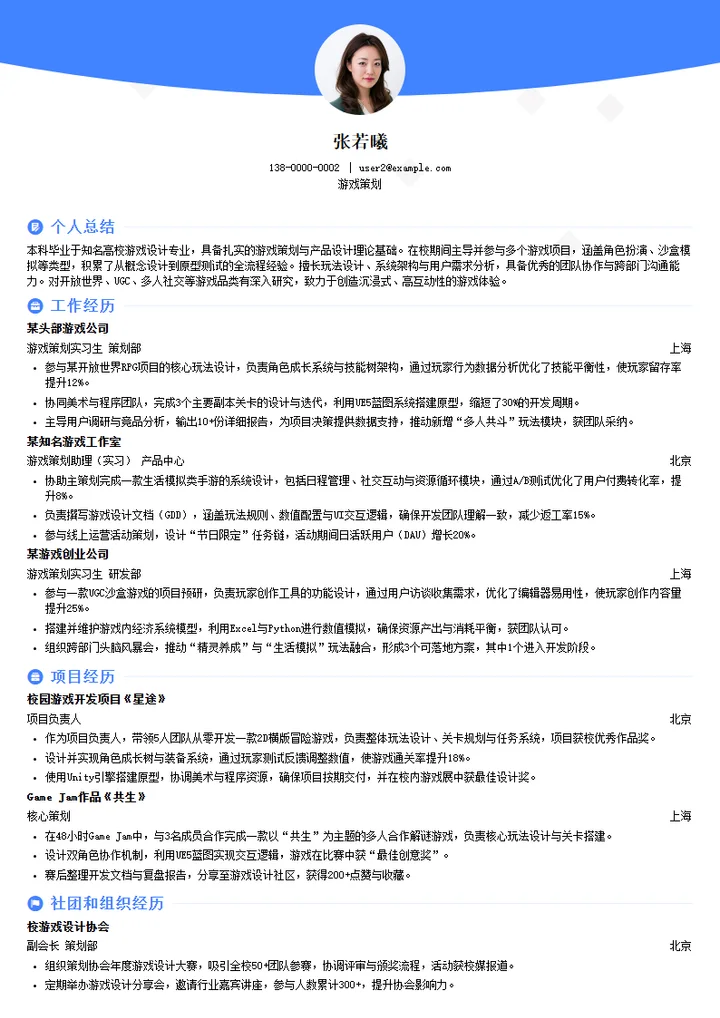 张若曦
138-0000-0002 | user2@example.com
游戏策划
个人总结
本科毕业于知名高校游戏设计专业，具备扎实的游戏策划与产品设计理论基础。在校期间主导并参与多个游戏项目，涵盖角色扮演、沙盒模
拟等类型，积累了从概念设计到原型测试的全流程经验。擅长玩法设计、系统架构与用户需求分析，具备优秀的团队协作与跨部门沟通能
力。对开放世界、UGC、多人社交等游戏品类有深入研究，致力于创造沉浸式、高互动性的游戏体验。
工作经历
某头部游戏公司
游戏策划实习生 策划部 上海
• 参与某开放世界RPG项目的核心玩法设计，负责角色成长系统与技能树架构，通过玩家行为数据分析优化了技能平衡性，使玩家留存率
提升12%。
• 协同美术与程序团队，完成3个主要副本关卡的设计与迭代，利用UE5蓝图系统搭建原型，缩短了30%的开发周期。
• 主导用户调研与竞品分析，输出10+份详细报告，为项目决策提供数据支持，推动新增“多人共斗”玩法模块，获团队采纳。
某知名游戏工作室
游戏策划助理（实习） 产品中心 北京
• 协助主策划完成一款生活模拟类手游的系统设计，包括日程管理、社交互动与资源循环模块，通过A/B测试优化了用户付费转化率，提
升8%。
• 负责撰写游戏设计文档（GDD），涵盖玩法规则、数值配置与UI交互逻辑，确保开发团队理解一致，减少返工率15%。
• 参与线上运营活动策划，设计“节日限定”任务链，活动期间日活跃用户（DAU）增长20%。
某游戏创业公司
游戏策划实习生 研发部 上海
• 参与一款UGC沙盒游戏的项目预研，负责玩家创作工具的功能设计，通过用户访谈收集需求，优化了编辑器易用性，使玩家创作内容量
提升25%。
• 搭建并维护游戏内经济系统模型，利用Excel与Python进行数值模拟，确保资源产出与消耗平衡，获团队认可。
• 组织跨部门头脑风暴会，推动“精灵养成”与“生活模拟”玩法融合，形成3个可落地方案，其中1个进入开发阶段。
项目经历
校园游戏开发项目《星途》
项目负责人 北京
• 作为项目负责人，带领5人团队从零开发一款2D横版冒险游戏，负责整体玩法设计、关卡规划与任务系统，项目获校优秀作品奖。
• 设计并实现角色成长树与装备系统，通过玩家测试反馈调整数值，使游戏通关率提升18%。
• 使用Unity引擎搭建原型，协调美术与程序资源，确保项目按期交付，并在校内游戏展中获最佳设计奖。
Game Jam作品《共生》
核心策划 上海
• 在48小时Game Jam中，与3名成员合作完成一款以“共生”为主题的多人合作解谜游戏，负责核心玩法设计与关卡搭建。
• 设计双角色协作机制，利用UE5蓝图实现交互逻辑，游戏在比赛中获“最佳创意奖”。
• 赛后整理开发文档与复盘报告，分享至游戏设计社区，获得200+点赞与收藏。
社团和组织经历
校游戏设计协会
副会长 策划部 北京
• 组织策划协会年度游戏设计大赛，吸引全校50+团队参赛，协调评审与颁奖流程，活动获校媒报道。
• 定期举办游戏设计分享会，邀请行业嘉宾讲座，参与人数累计300+，提升协会影响力。